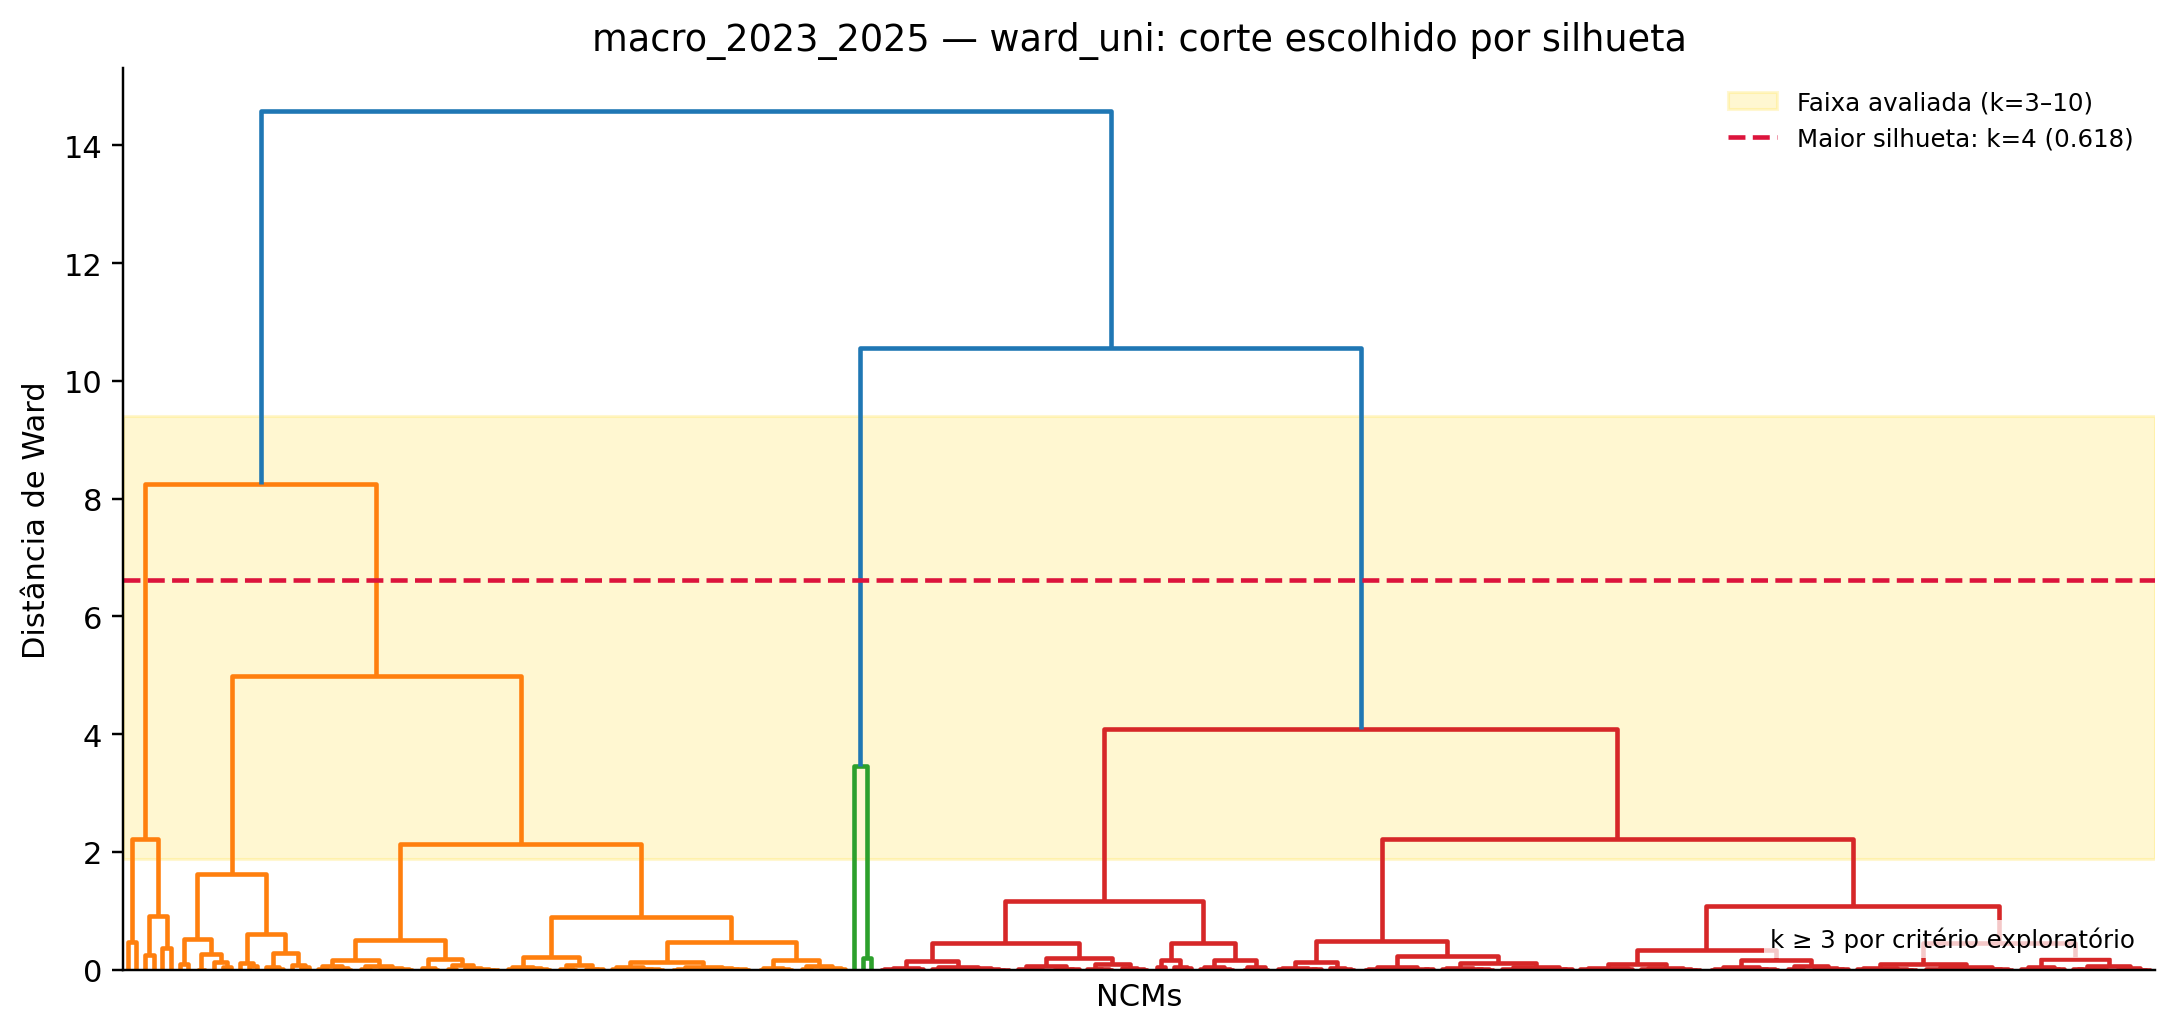 macro_2023_2025 — ward_uni: corte escolhido por silhueta
Faixa avaliada (k=3–10)
Maior silhueta: k=4 (0.618)
14
12
10
8
6
4
2
0
Distância de Ward
k ≥ 3 por critério exploratório
NCMs